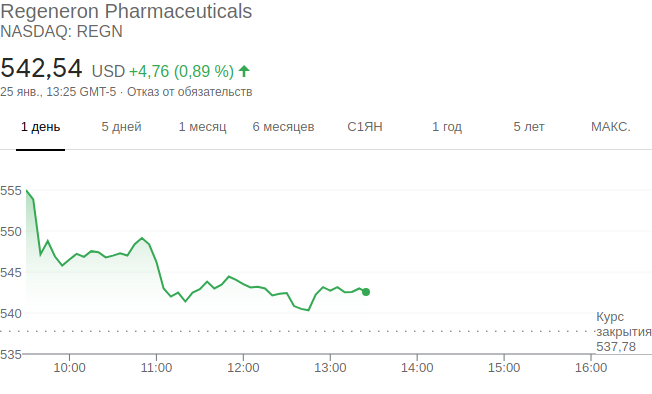 Regeneron Pharmaceuticals
NASDAQ: REGN
542,54 USD +4,76 (0,89 %)
25 янв., 13:25 GMT-5 · Отказ от обязательств
1 день 5 дней 1 месяц 6 месяцев С1ЯН 1 год 5 лет МАКС.
555
550
545
540
Курс
закрытия
537,78
535
10:00 11:00 12:00 13:00 14:00 15:00 16:00